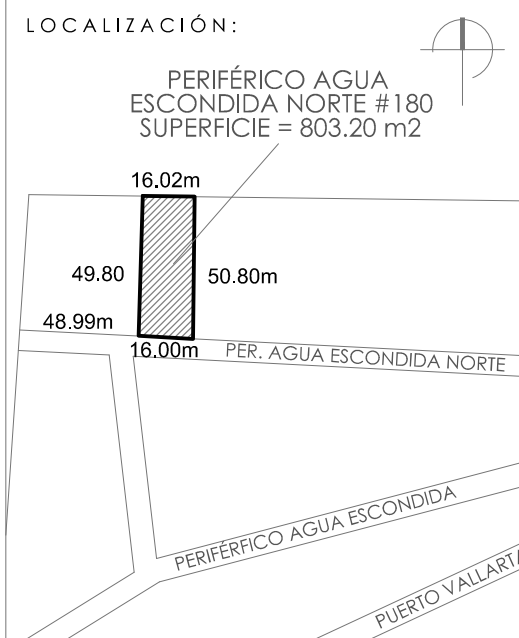 LOCALIZACIÓN:
PERIFÉRICO AGUA
ESCONDIDA NORTE #180
SUPERFICIE = 803.20 m2
16.02m
49.80
50.80m
48.99m
16.00m
PER. AGUA ESCONDIDA NORTE
PERIFÉRFICO AGUA ESCONDIDA
PUERTO VALLARTA